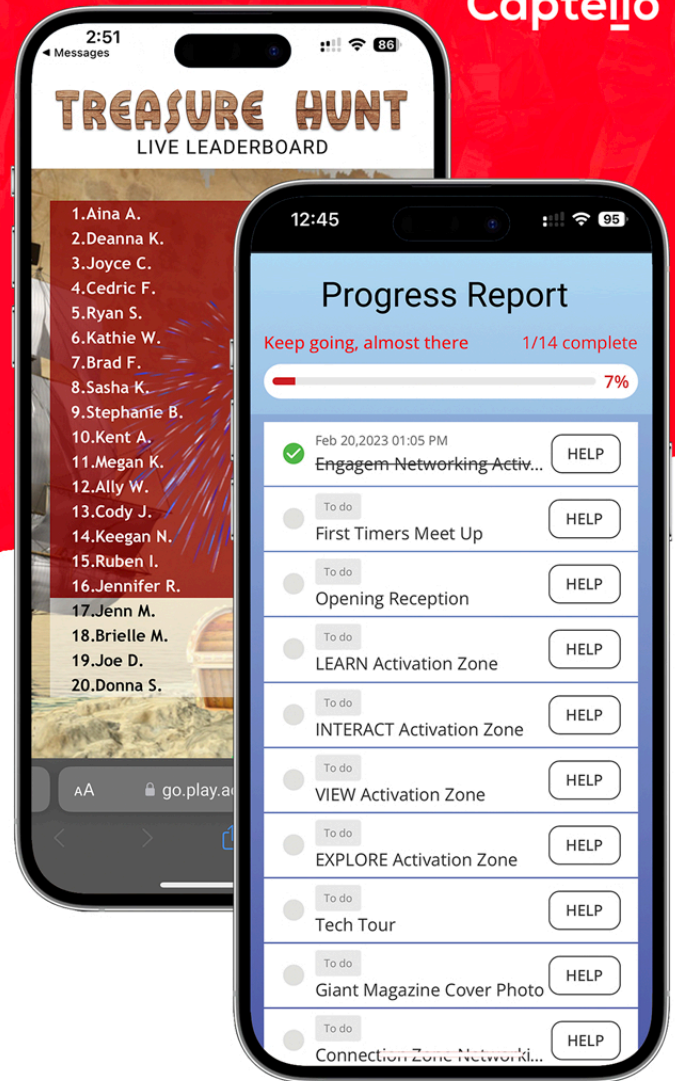 Captello
2:51
Messages
86
TREASURE HUNT
LIVE LEADERBOARD
1.Aina A.
2.Deanna K.
3.Joyce C.
4.Cedric F.
5.Ryan S.
6.Kathie W.
7.Brad F.
8.Sasha K.
9.Stephanie B.
10.Kent A.
11.Megan K.
12.Ally W.
13.Cody J.
14.Keegan N.
15.Ruben I.
16.Jennifer R.
17.Jenn M.
18.Brielle M.
19.Joe D.
20.Donna S.
AA
go.play.a
12:45
95
Progress Report
Keep going, almost there 1/14 complete
7%
Feb 20,2023 01:05 PM
Engagem Networking Activ... HELP
To do
First Timers Meet Up HELP
To do
Opening Reception HELP
To do
LEARN Activation Zone HELP
To do
INTERACT Activation Zone HELP
To do
VIEW Activation Zone HELP
To do
EXPLORE Activation Zone HELP
To do
Tech Tour HELP
To do
Giant Magazine Cover Photo HELP
To do
Connection Zone Networki... HELP